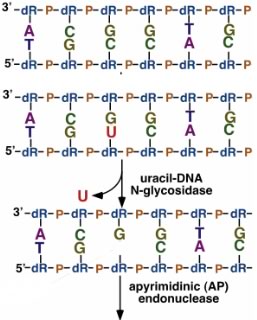 3' -dR- P -dR- P -dR- P -dR- P -dR- P -dR- P
A C G G T G
T G C C A C
5'-dR- P -dR- P -dR- P -dR- P -dR- P -dR- P
3' -dR- P -dR- P -dR- P -dR- P -dR- P -dR- P
A C G G T G
T G U C A C
5'-dR- P -dR- P -dR- P -dR- P -dR- P -dR- P
uracil-DNA
N-glycosidase
U
3' -dR- P -dR- P -dR- P -dR- P -dR- P -dR-
A C G G T G
T G C A C
5'-dR- P -dR- P -dR- P -dR- P -dR- P -dR-
apyrimidinic (AP)
endonuclease